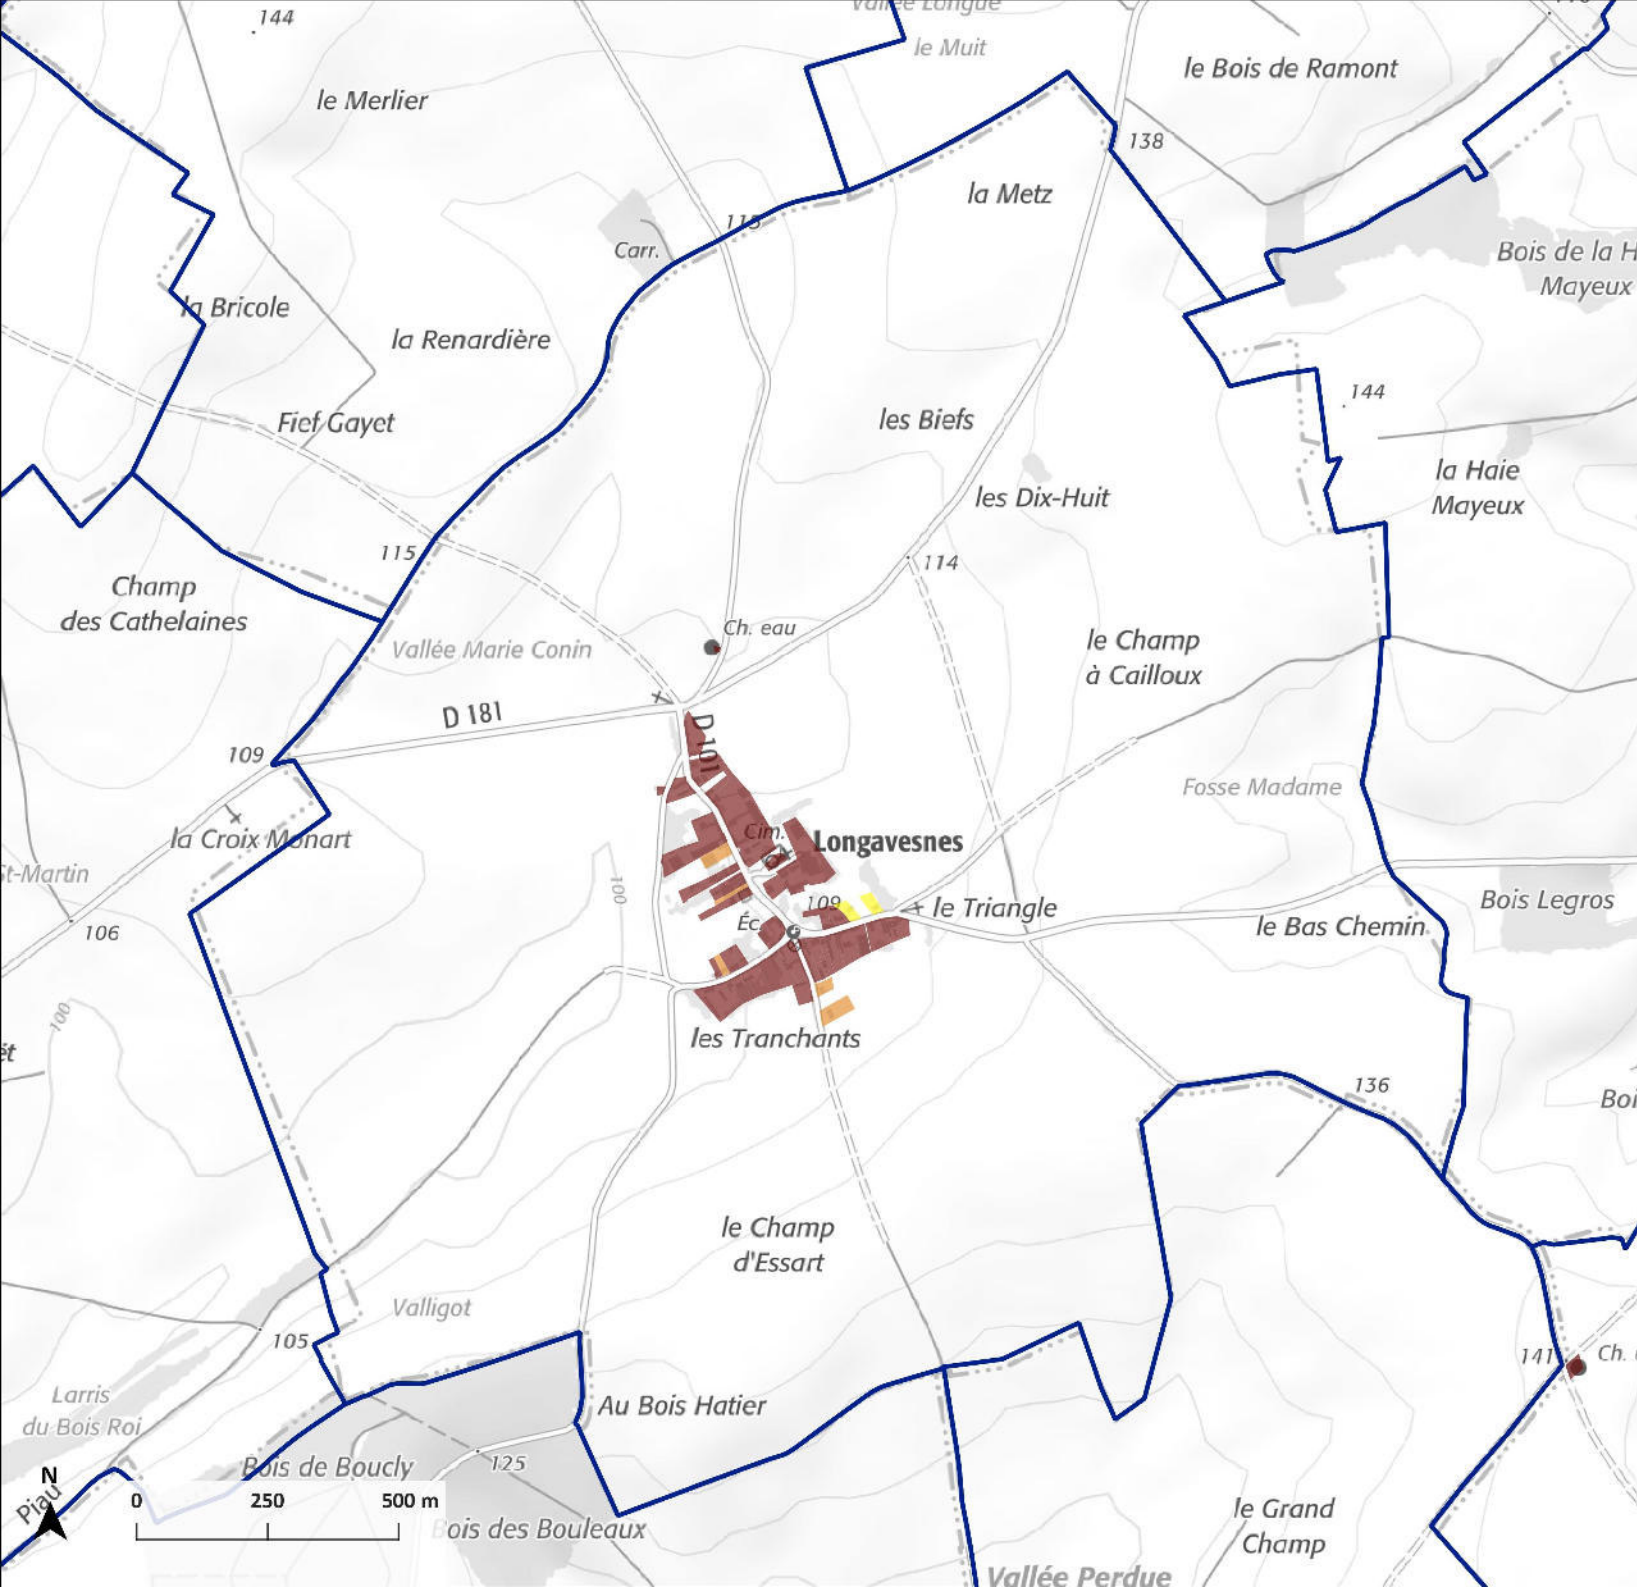 Vallée Longue
144
le Muit
le Bois de Ramont
le Merlier
138
la Metz
115
Carr.
Bois de la H
Mayeux
la Bricole
la Renardière
144
les Biefs
Fief Gayet
la Haie
Mayeux
les Dix-Huit
115
114
Champ
des Cathelaines
Ch. eau
le Champ
à Cailloux
Vallée Marie Conin
D 181
D 101
109
Fosse Madame
la Croix Monart
Cim.
Longavesnes
St-Martin
100
109
le Triangle
Bois Legros
Éc.
le Bas Chemin
106
100
les Tranchants
ét
136
Boi
le Champ
d'Essart
Valligot
105
141
Ch.
Larris
du Bois Roi
Au Bois Hatier
Bois de Boucly
125
N
Piau
0 250 500 m
le Grand
Champ
Bois des Bouleaux
Vallée Perdue